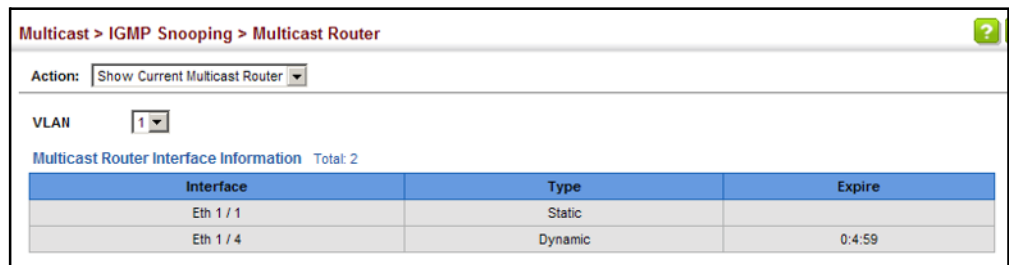 Multicast > IGMP Snooping > Multicast Router ?
Action: Show Current Multicast Router
VLAN 1
Multicast Router Interface Information Total: 2
Interface Type Expire
Eth 1 / 1 Static
Eth 1 / 4 Dynamic 0:4:59